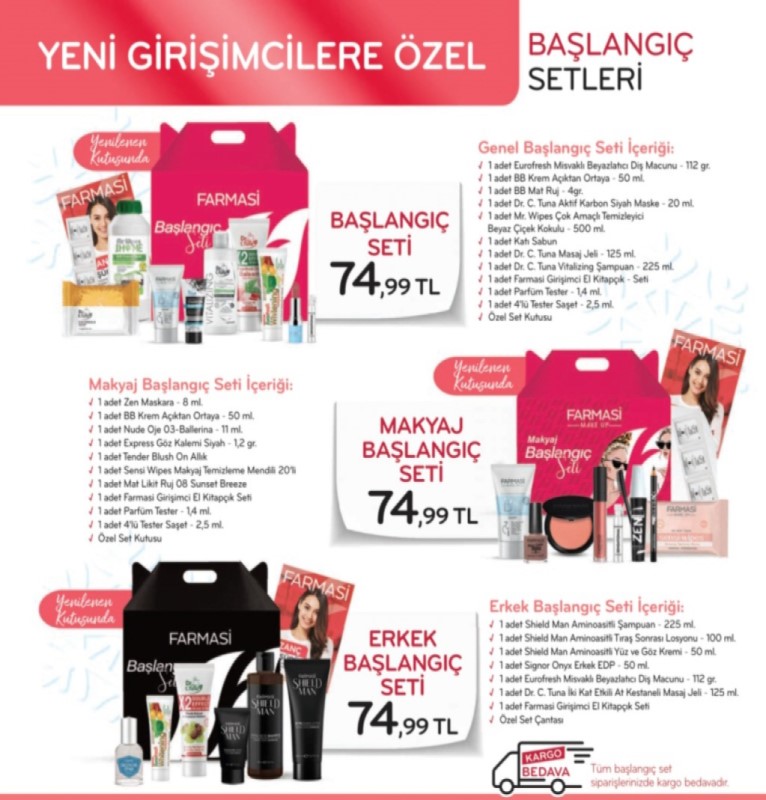 YENİ GİRİŞİMCİLERE ÖZEL
BAŞLANGIÇ
SETLERİ
Yenilenen
Kutusunda
FARMASİ
FARMASİ
Başlangıç
Seti
BAŞLANGIÇ
SETİ
74,99 TL
Genel Başlangıç Seti İçeriği:
√ 1 adet Eurofresh Misvaklı Beyazlatıcı Diş Macunu - 112 gr.
√ 1 adet BB Krem Açıktan Ortaya - 50 ml.
√ 1 adet BB Mat Ruj - 4gr.
√ 1 adet Dr. C. Tuna Aktif Karbon Siyah Maske - 20 ml.
√ 1 adet Mr. Wipes Çok Amaçlı Temizleyici
Beyaz Çiçek Kokulu - 500 ml.
√ 1 adet Katı Sabun
√ 1 adet Dr. C. Tuna Masaj Jeli - 125 ml.
√ 1 adet Dr. C. Tuna Vitalizing Şampuan - 225 ml.
√ 1 adet Farmasi Girişimci El Kitapçık - Seti
√ 1 adet Parfüm Tester - 1,4 ml.
√ 1 adet 4'lü Tester Saşet - 2,5 ml.
√ Özel Set Kutusu
Makyaj Başlangıç Seti İçeriği:
√ 1 adet Zen Maskara - 8 ml.
√ 1 adet BB Krem Açıktan Ortaya - 50 ml.
√ 1 adet Nude Oje 03-Ballerina - 11 ml.
√ 1 adet Express Göz Kalemi Siyah - 1,2 gr.
√ 1 adet Tender Blush On Allık
√ 1 adet Sensi Wipes Makyaj Temizleme Mendili 20'li
√ 1 adet Mat Likit Ruj 08 Sunset Breeze
√ 1 adet Farmasi Girişimci El Kitapçık Seti
√ 1 adet Parfüm Tester - 1,4 ml.
√ 1 adet 4'lü Tester Saşet - 2,5 ml.
√ Özel Set Kutusu
MAKYAJ
BAŞLANGIÇ
SETİ
74,99 TL
Yenilenen
Kutusunda
FARMASİ
MAKE UP
Makyaj
Başlangıç
Seti
FARMASİ
ZEN
FARMASİ
Yenilenen
Kutusunda
FARMASİ
Başlangıç
FARMASİ
SHIELD
MAN
SHIELD
MAN
SHIELD
MAN
ERKEK
BAŞLANGIÇ
SETİ
74,99 TL
Erkek Başlangıç Seti İçeriği:
√ 1 adet Shield Man Aminoasitli Şampuan - 225 ml.
√ 1 adet Shield Man Aminoasitli Tıraş Sonrası Losyonu - 100 ml.
√ 1 adet Shield Man Aminoasitli Yüz ve Göz Kremi - 50 ml.
√ 1 adet Signor Onyx Erkek EDP - 50 ml.
√ 1 adet Eurofresh Misvaklı Beyazlatıcı Diş Macunu - 112 gr.
√ 1 adet Dr. C. Tuna İki Kat Etkili At Kestaneli Masaj Jeli - 125 ml.
√ 1 adet Farmasi Girişimci El Kitapçık Seti
√ Özel Set Çantası
KARGO
BEDAVA
Tüm başlangıç set
siparişlerinizde kargo bedavadır.